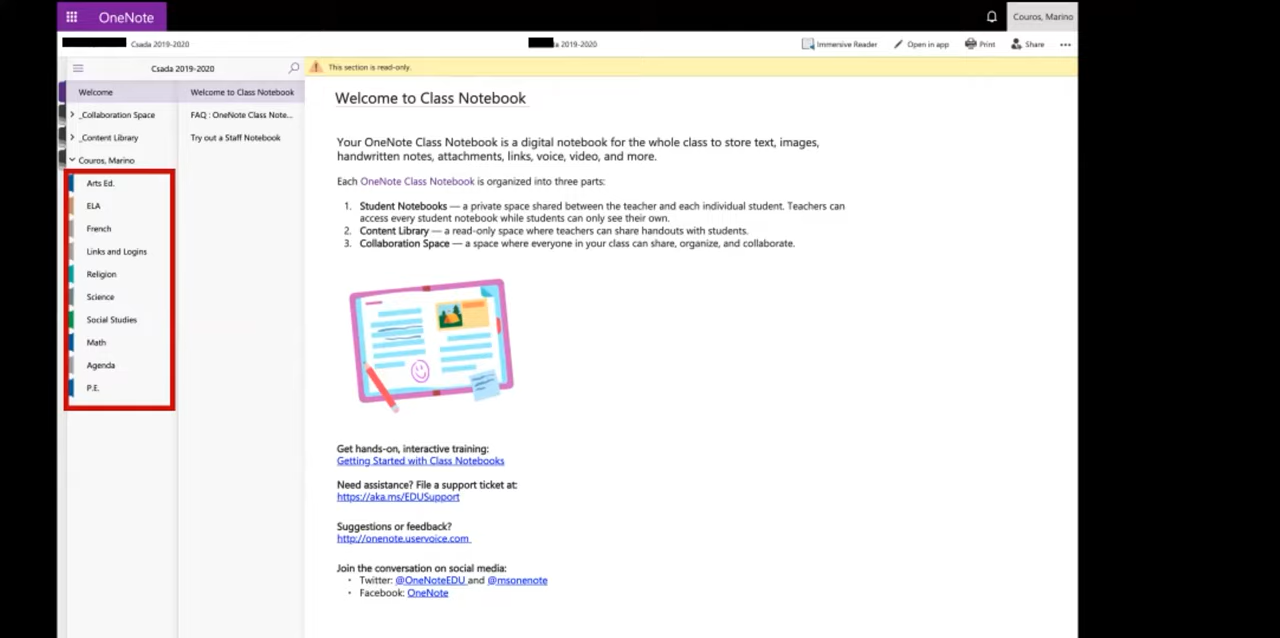 OneNote
Couros, Marino
Csada 2019-2020
a 2019-2020
Immersive Reader
Open in app
Print
Share
Csada 2019-2020
This section is read-only.
Welcome
_Collaboration Space
_Content Library
Couros, Marino
Arts Ed.
ELA
French
Links and Logins
Religion
Science
Social Studies
Math
Agenda
P.E.
Welcome to Class Notebook
FAQ : OneNote Class Note...
Try out a Staff Notebook
Welcome to Class Notebook
Your OneNote Class Notebook is a digital notebook for the whole class to store text, images,
handwritten notes, attachments, links, voice, video, and more.
Each OneNote Class Notebook is organized into three parts:
1. Student Notebooks — a private space shared between the teacher and each individual student. Teachers can
access every student notebook while students can only see their own.
2. Content Library — a read-only space where teachers can share handouts with students.
3. Collaboration Space — a space where everyone in your class can share, organize, and collaborate.
Get hands-on, interactive training:
Getting Started with Class Notebooks
Need assistance? File a support ticket at:
https://aka.ms/EDUSupport
Suggestions or feedback?
http://onenote.uservoice.com
Join the conversation on social media:
• Twitter: @OneNoteEDU and @msonenote
• Facebook: OneNote